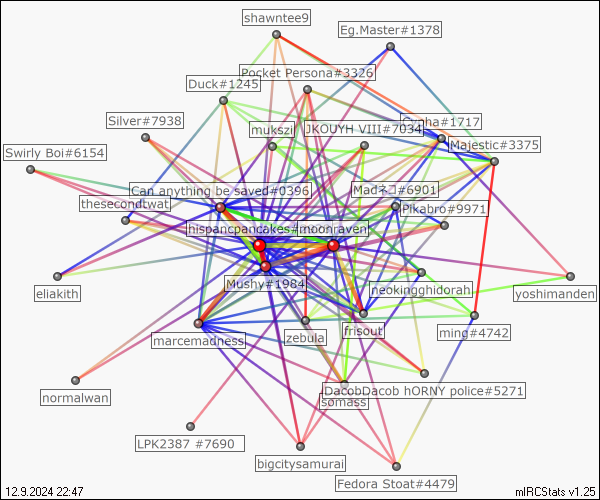 shawntee9
Eg.Master#1378
Pocket Persona#3326
Duck#1245
Silver#7938
mukszil
JKOUYH VIII#7034
#1717
Majestic#3375
Swirly Boi#6154
Can anything be saved#0396
Madネコ#6901
thesecondtwat
Pikabro#9971
hispancpancakes
moonraven
Mushy#1984
eliakith
neokingghidorah
yoshimanden
marcemadness
zebula
frisout
ming#4742
normalwan
DacobDacob hORNY police#5271
somass
LPK2387 #7690
bigcitysamurai
Fedora Stoat#4479
12.9.2024 22:47
mIRCStats v1.25